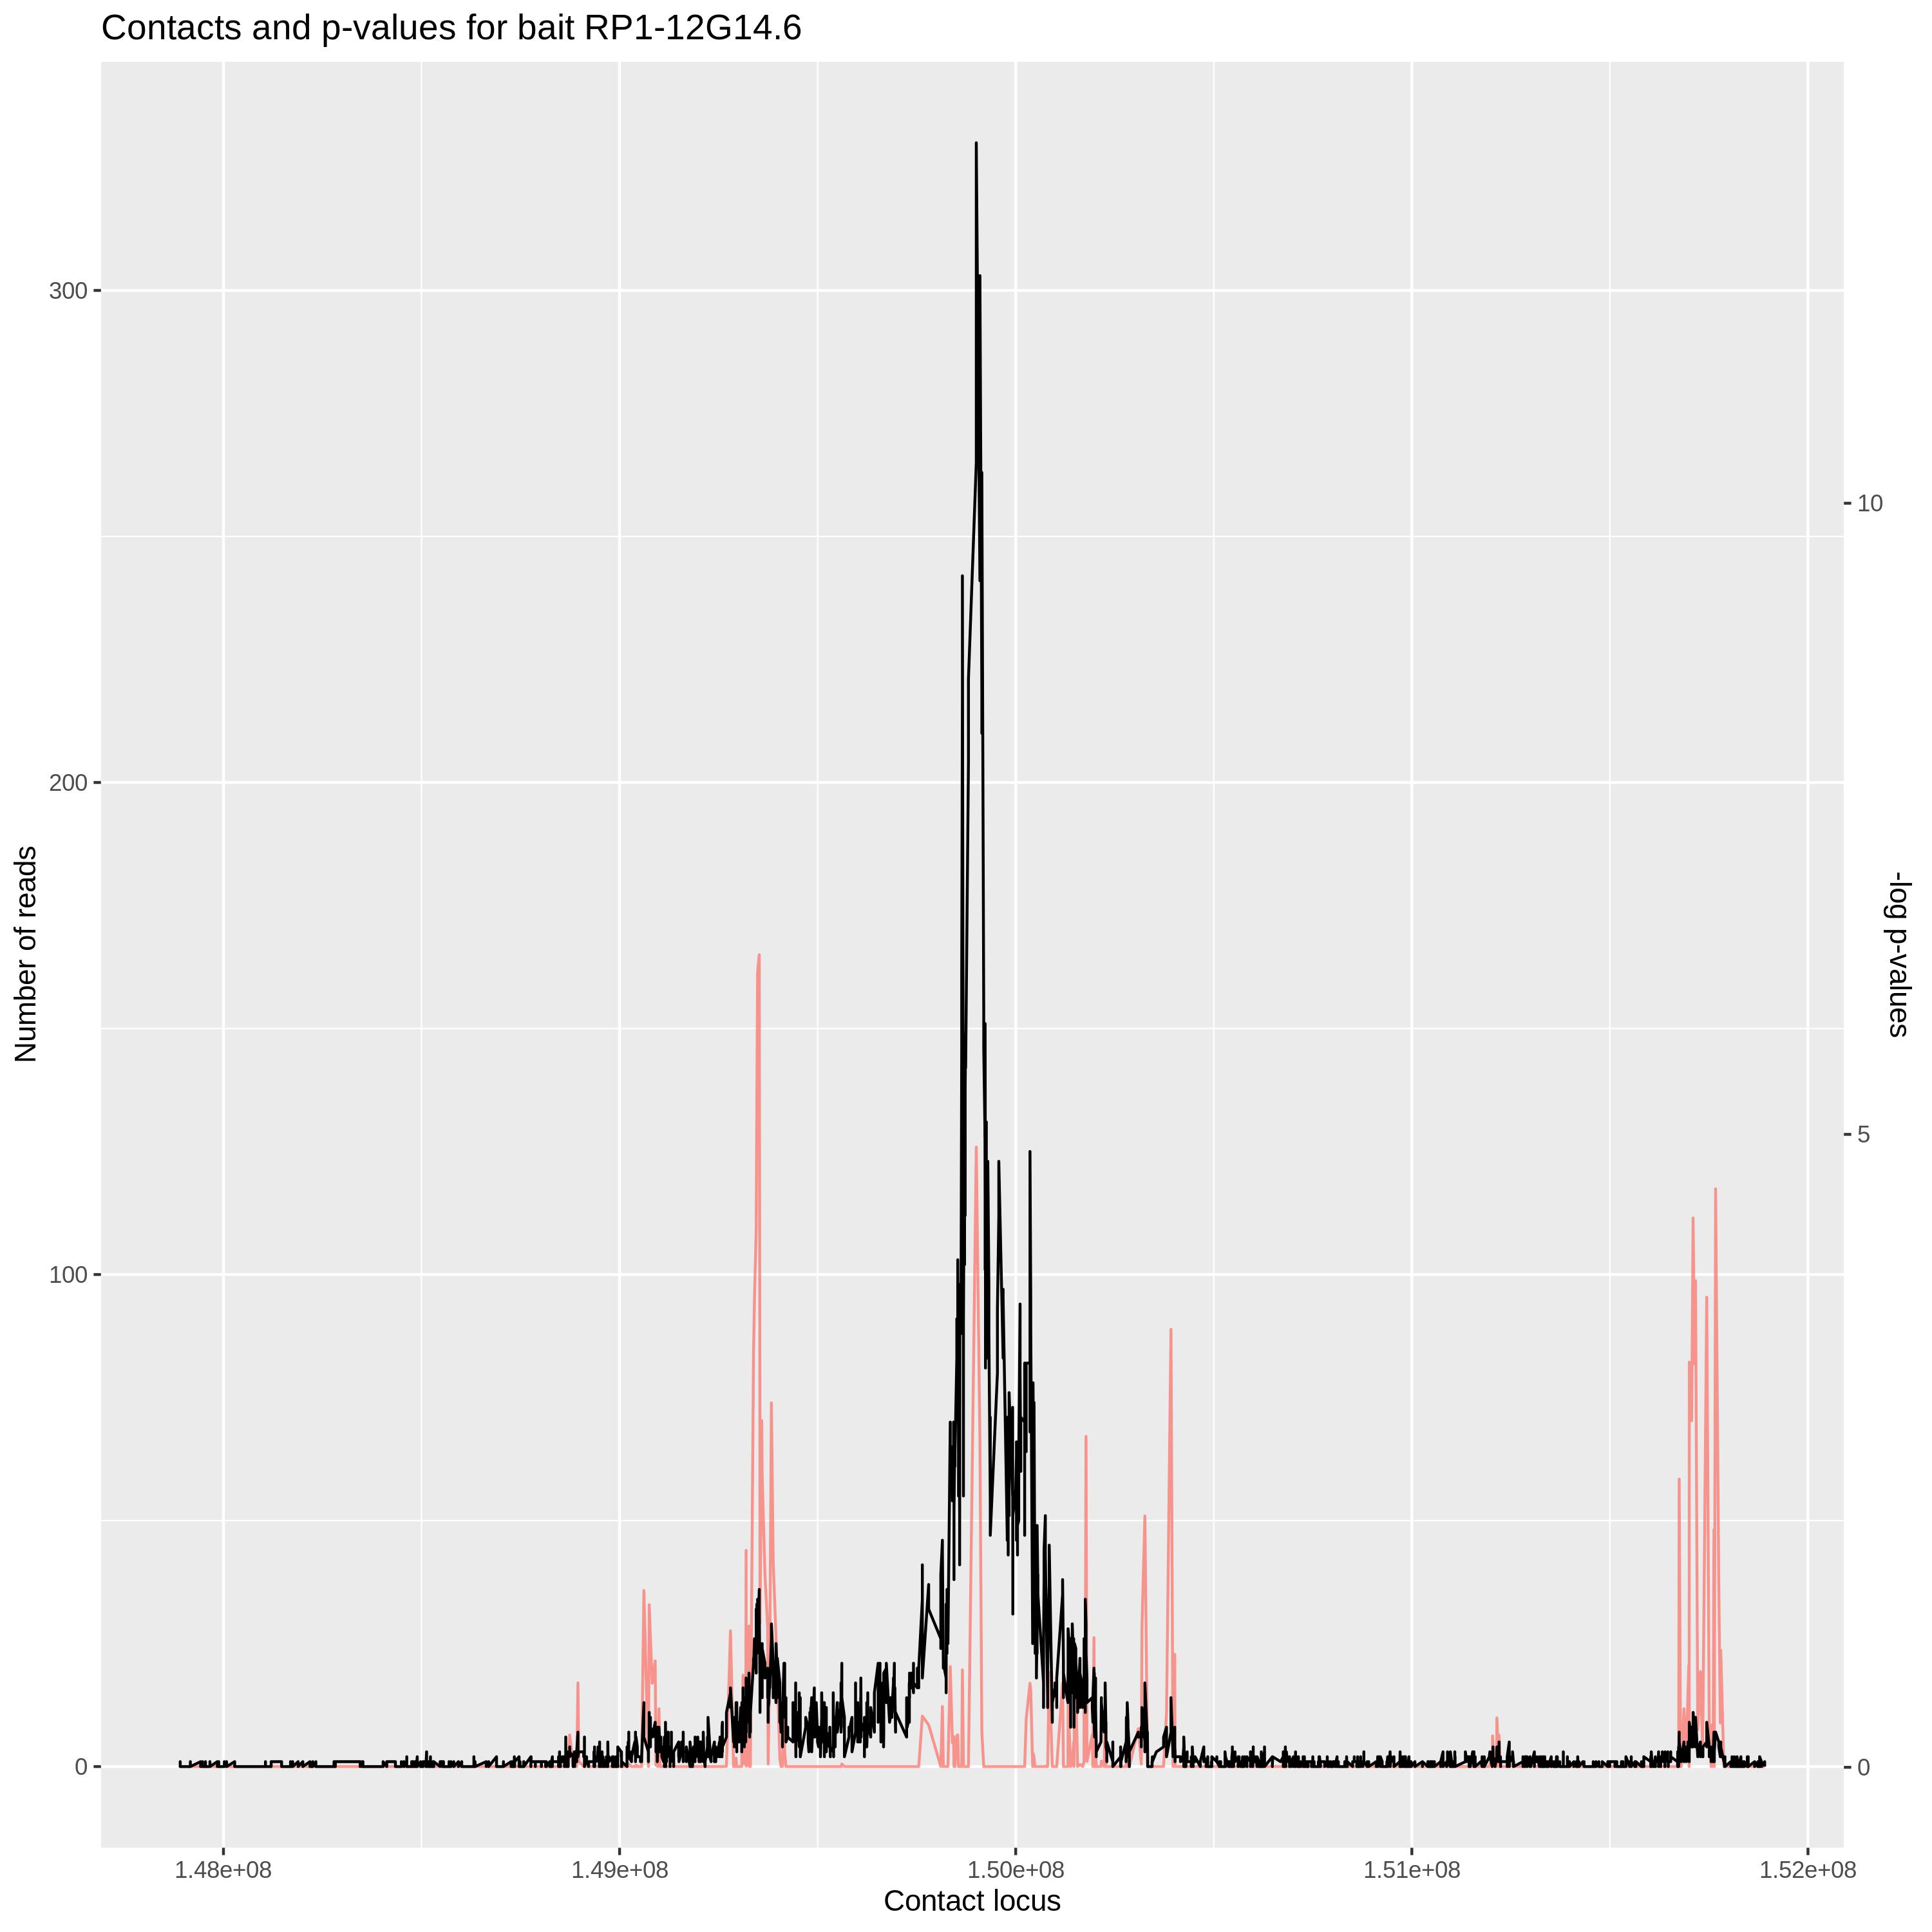 Contacts and p-values for bait RP1-12G14.6
300
200
100
0
Number of reads
10
5
0
-log p-values
1.48e+08
1.49e+08
1.50e+08
1.51e+08
1.52e+08
Contact locus